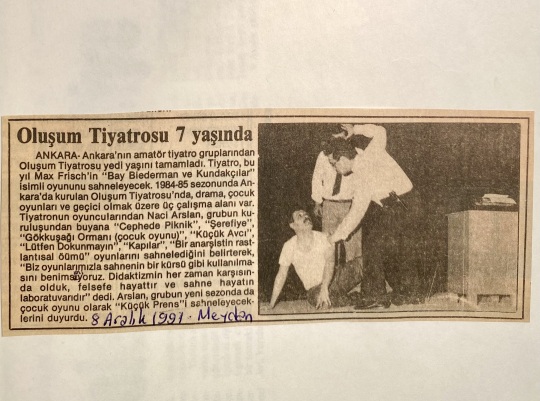 Oluşum Tiyatrosu 7 yaşında
ANKARA- Ankara'nın amatör tiyatro gruplarından
Oluşum Tiyatrosu yedi yaşını tamamladı. Tiyatro, bu
yıl Max Frisch'in "Bay Biederman ve Kundakçılar"
isimli oyununu sahneleyecek. 1984-85 sezonunda An-
kara'da kurulan Oluşum Tiyatrosu'nda, drama, çocuk
oyunları ve geçici olmak üzere üç çalışma alanı var.
Tiyatronun oyuncularından Naci Arslan, grubun ku-
ruluşundan buyana "Cephede Piknik", "Şerefiye",
"Gökkuşağı Ormanı (çocuk oyunu)", "Küçük Avcı",
"Lütfen Dokunmayın", "Kapılar", "Bir anarşistin rast-
lantısal öümü" oyunlarını sahnelediğini belirterek,
"Biz oyunlarımızla sahnenin bir kürsü gibi kullanılma-
sını benimsiyoruz. Didaktizmin her zaman karşısın-
da olduk, felsefe hayattır ve sahne hayatın
laboratuvarıdır" dedi. Arslan, grubun yeni sezonda da
çocuk oyunu olarak "Küçük Prens"i sahneleyecek-
lerini duyurdu. 8 Aralık 1991 - Meydan